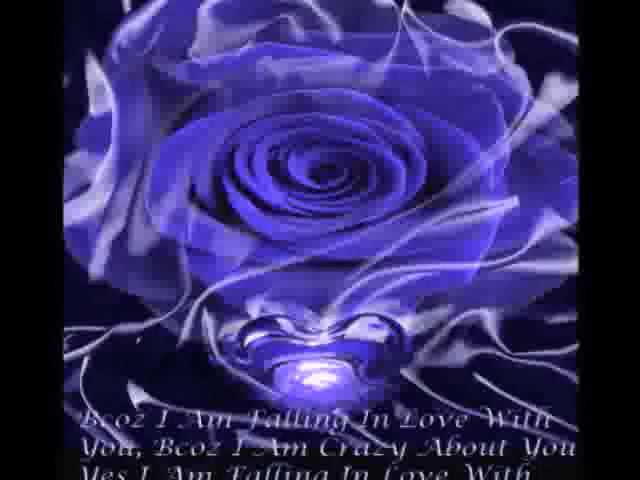 Bcoz I Am Falling In Love With
You, Bcoz I Am Crazy About You
Yes I Am Falling In Love With